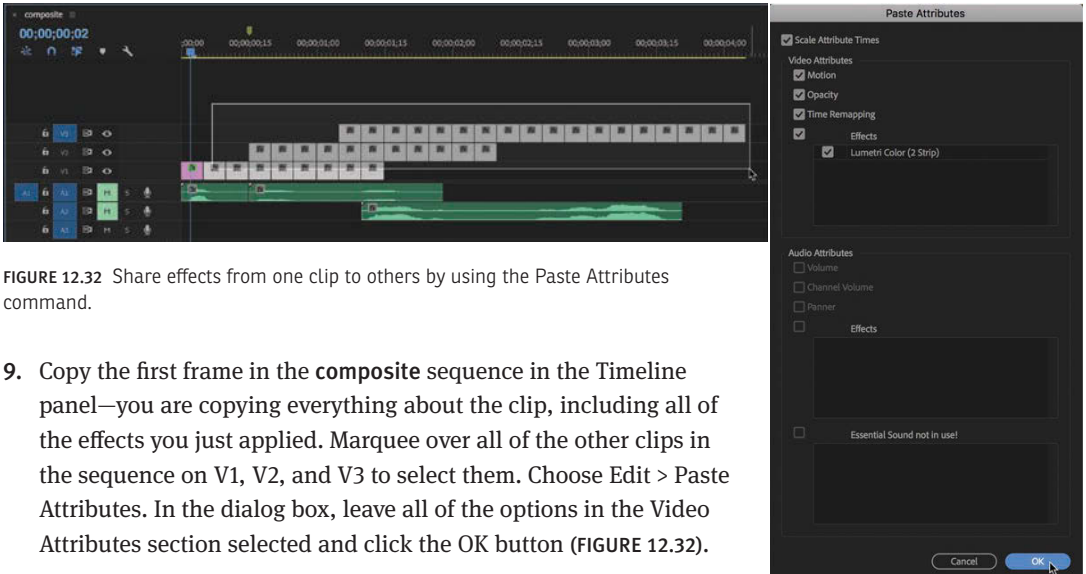 composite
00;00;00;02
;00;00
00;00;00;15
00;00;01;00
00;00;01;15
00;00;02;00
00;00;02;15
00;00;03;00
00;00;03;15
00;00;04;00
V3
V2
V1
A1 A1 M S
A2 M S
A3 M S
FIGURE 12.32 Share effects from one clip to others by using the Paste Attributes
command.
9. Copy the first frame in the composite sequence in the Timeline
panel—you are copying everything about the clip, including all of
the effects you just applied. Marquee over all of the other clips in
the sequence on V1, V2, and V3 to select them. Choose Edit > Paste
Attributes. In the dialog box, leave all of the options in the Video
Attributes section selected and click the OK button (FIGURE 12.32).
Paste Attributes
Scale Attribute Times
Video Attributes
Motion
Opacity
Time Remapping
Effects
Lumetri Color (2 Strip)
Audio Attributes
Volume
Channel Volume
Panner
Effects
Essential Sound not in use!
Cancel OK